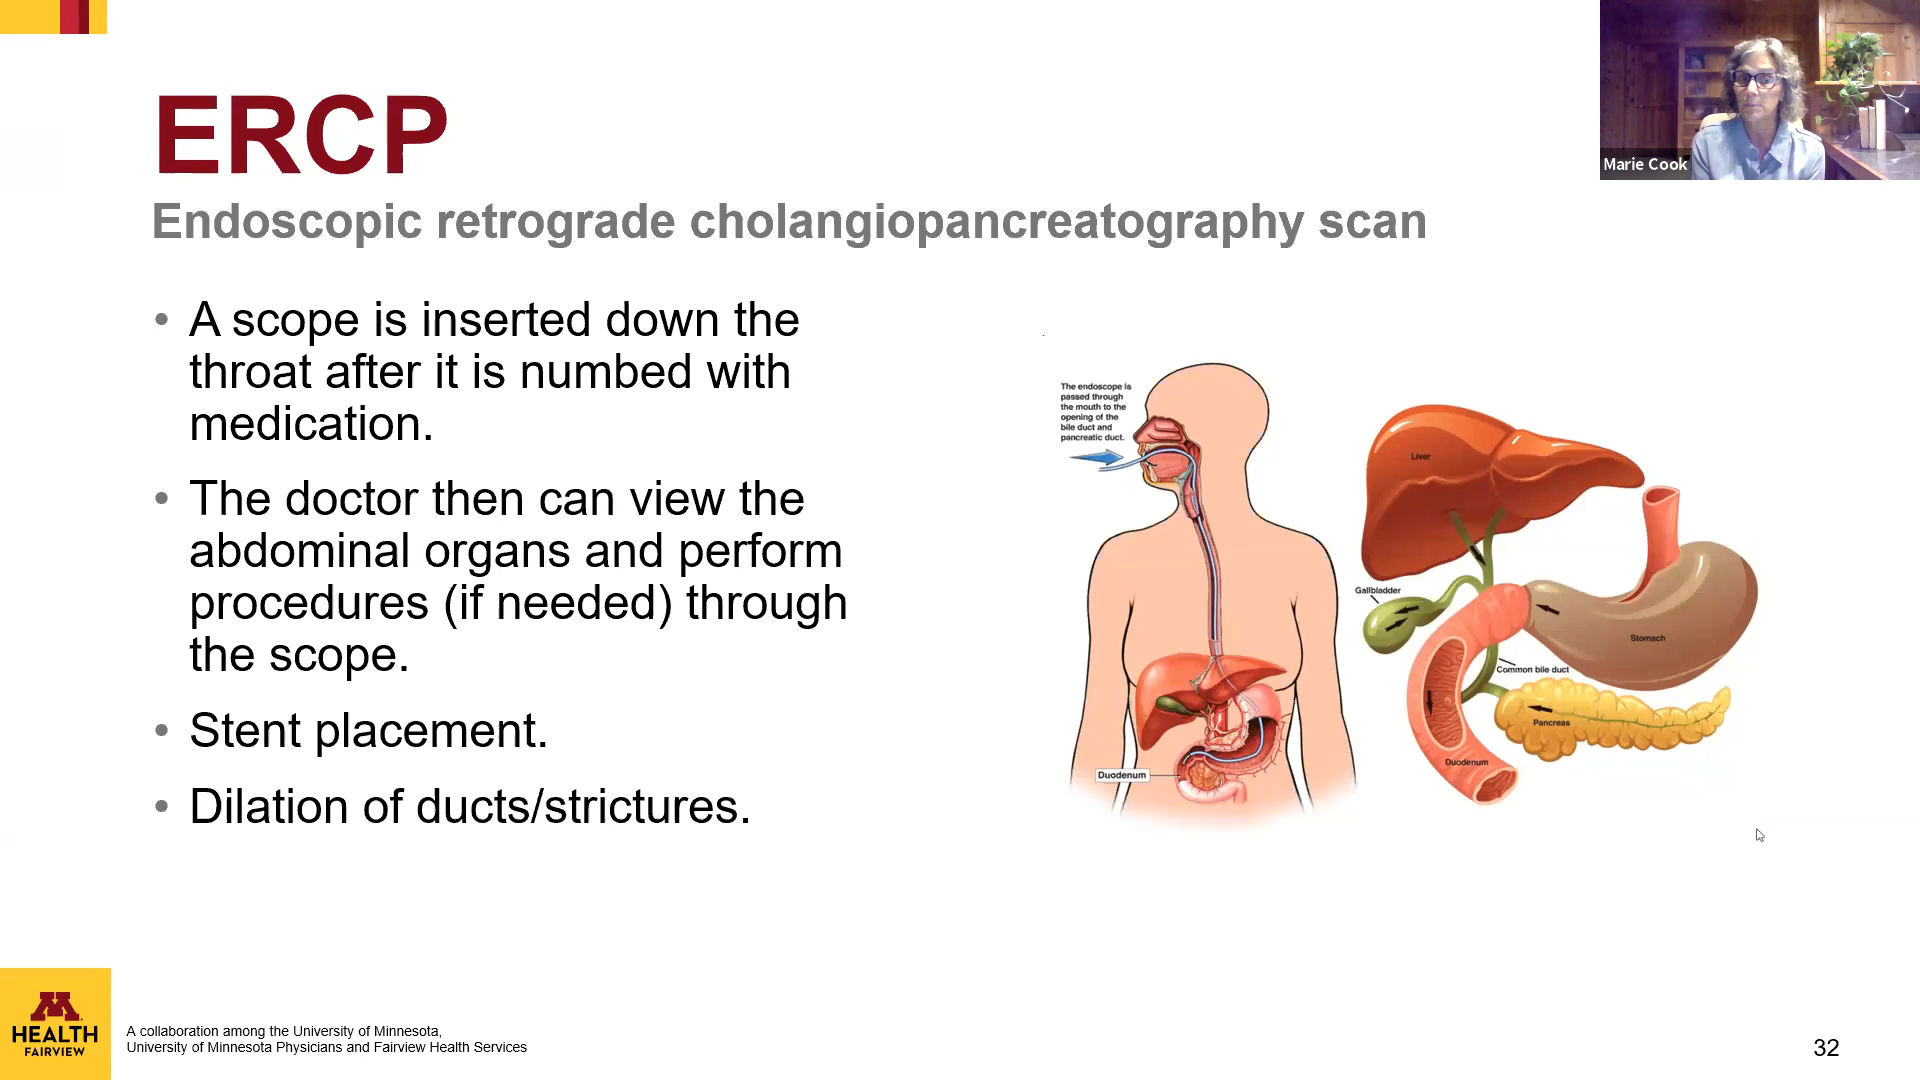 Marie Cook
ERCP
Endoscopic retrograde cholangiopancreatography scan
• A scope is inserted down the
throat after it is numbed with
medication.
• The doctor then can view the
abdominal organs and perform
procedures (if needed) through
the scope.
• Stent placement.
• Dilation of ducts/strictures.
The endoscope is
passed through
the mouth to the
opening of the
bile duct and
pancreatic duct.
Duodenum
Liver
Gallbladder
Stomach
Common bile duct
Pancreas
Duodenum
M
HEALTH
FAIRVIEW
A collaboration among the University of Minnesota,
University of Minnesota Physicians and Fairview Health Services
32